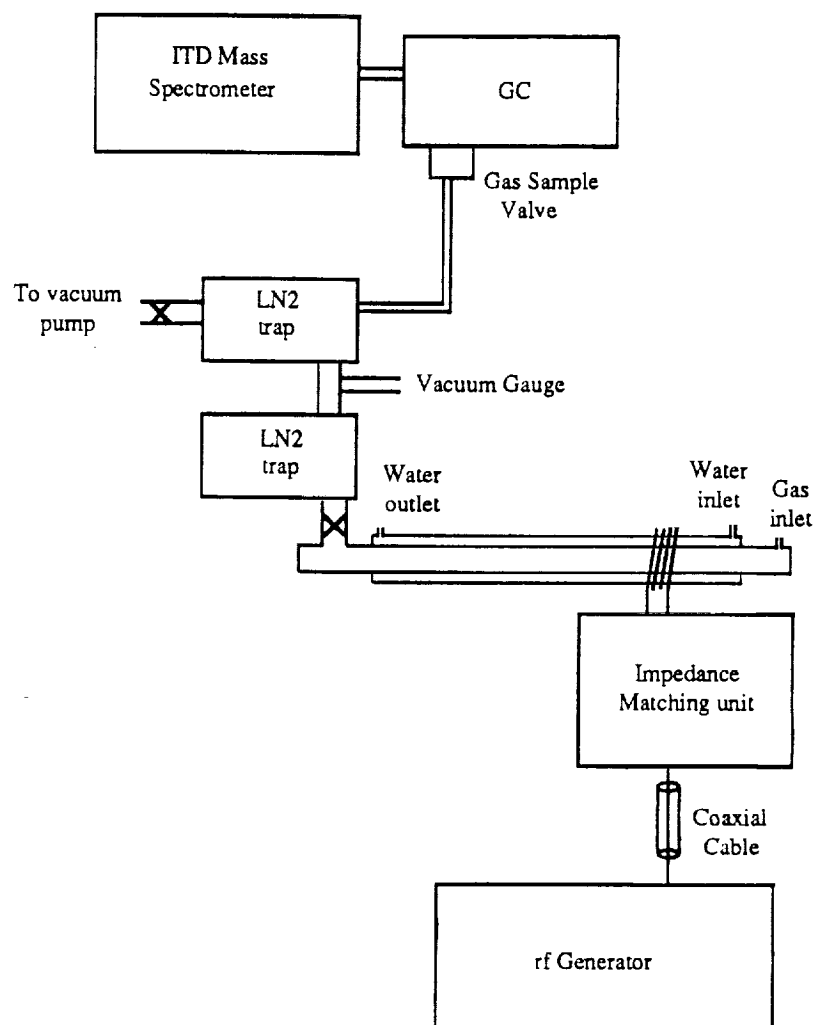 ITD Mass
Spectrometer
GC
Gas Sample
Valve
To vacuum
pump
LN2
trap
Vacuum Gauge
LN2
trap
Water
outlet
Water
inlet
Gas
inlet
Impedance
Matching unit
Coaxial
Cable
rf Generator